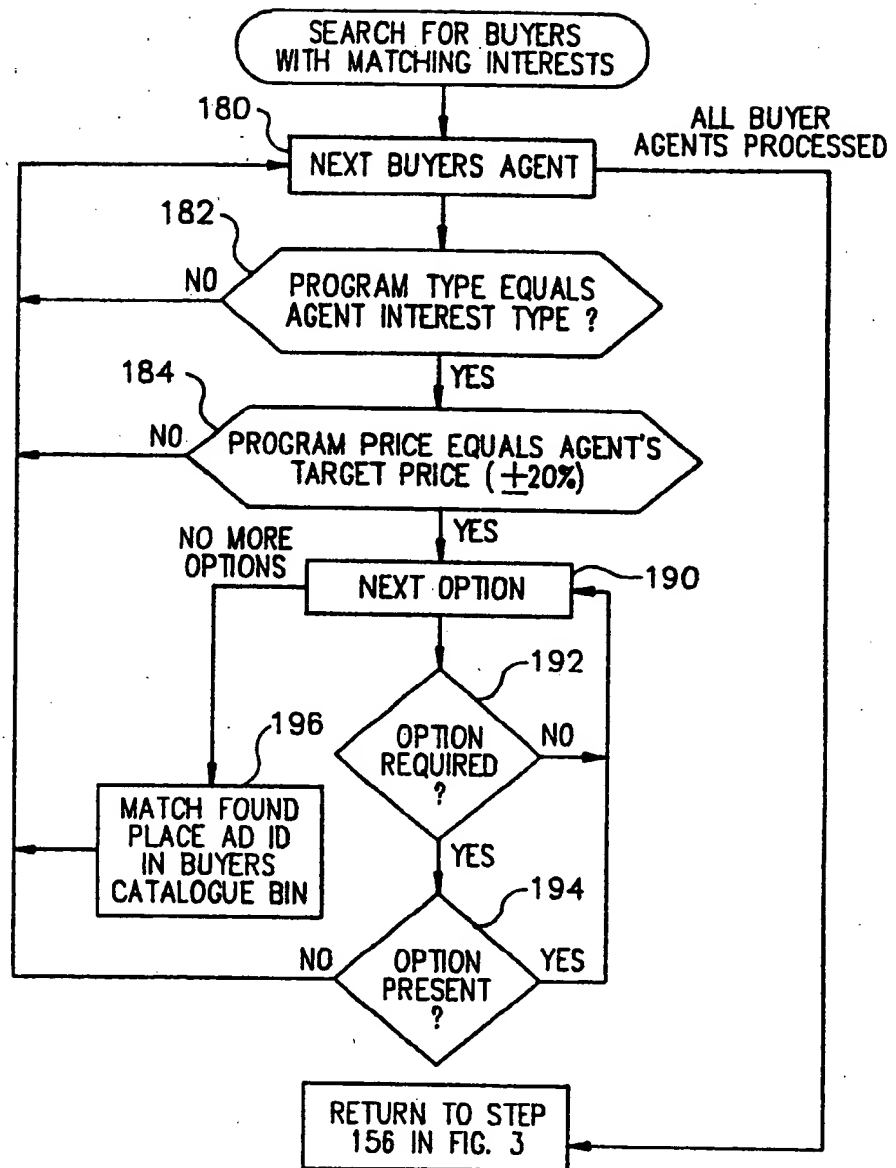 SEARCH FOR BUYERS
WITH MATCHING INTERESTS
180
ALL BUYER
AGENTS PROCESSED
NEXT BUYERS AGENT
182
NO
PROGRAM TYPE EQUALS
AGENT INTEREST TYPE ?
YES
184
NO
PROGRAM PRICE EQUALS AGENT'S
TARGET PRICE (±20%)
YES
NO MORE
OPTIONS
NEXT OPTION
190
192
OPTION
REQUIRED
?
NO
196
MATCH FOUND
PLACE AD ID
IN BUYERS
CATALOGUE BIN
YES
194
NO
OPTION
PRESENT
?
YES
RETURN TO STEP
156 IN FIG. 3